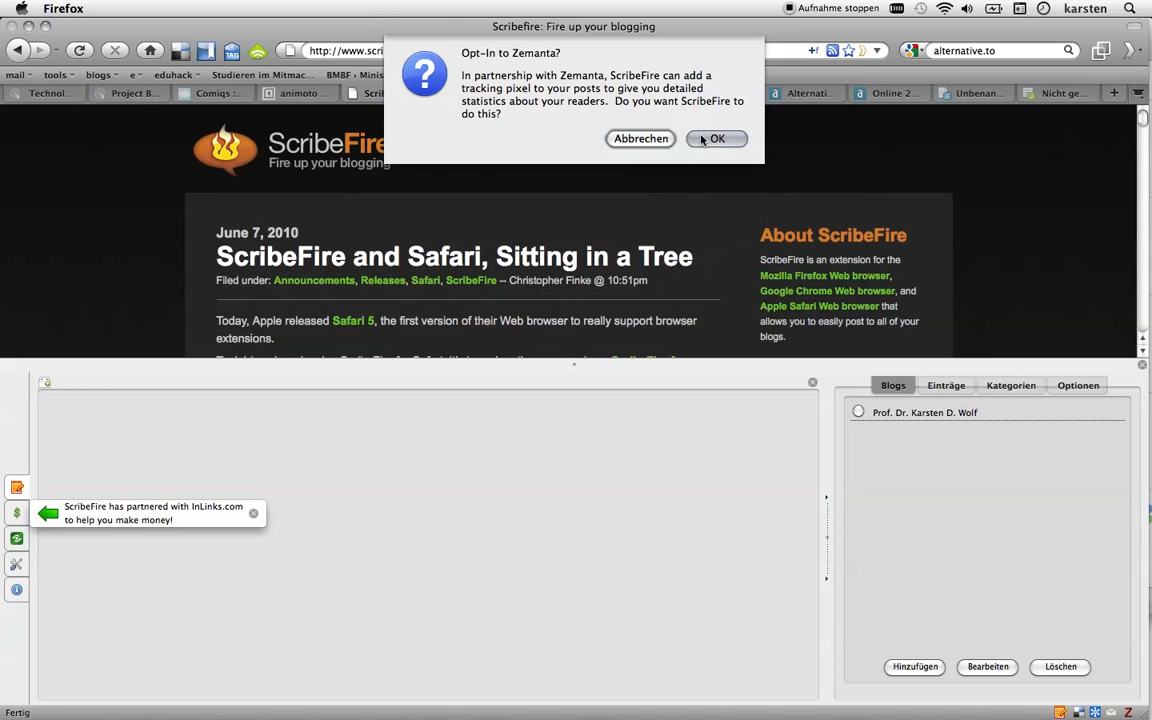 Firefox
Aufnahme stoppen
karsten
Scribefire: Fire up your blogging
http://www.scri
alternative.to
mail
tools
blogs
e
eduhack
Studieren im Mitmac...
BMBF › Minis
Technol...
Project B...
Comiqs :...
animoto ...
Scri
Alternati...
Online 2...
Unbenan...
Nicht ge...
Opt-In to Zemanta?
In partnership with Zemanta, ScribeFire can add a
tracking pixel to your posts to give you detailed
statistics about your readers. Do you want ScribeFire to
do this?
Abbrechen
OK
ScribeFire
Fire up your blogging
June 7, 2010
ScribeFire and Safari, Sitting in a Tree
Filed under: Announcements, Releases, Safari, ScribeFire -- Christopher Finke @ 10:51pm
Today, Apple released Safari 5, the first version of their Web browser to really support browser
extensions.
About ScribeFire
ScribeFire is an extension for the
Mozilla Firefox Web browser,
Google Chrome Web browser, and
Apple Safari Web browser that
allows you to easily post to all of your
blogs.
Blogs
Einträge
Kategorien
Optionen
Prof. Dr. Karsten D. Wolf
ScribeFire has partnered with InLinks.com
to help you make money!
Hinzufügen
Bearbeiten
Löschen
Fertig